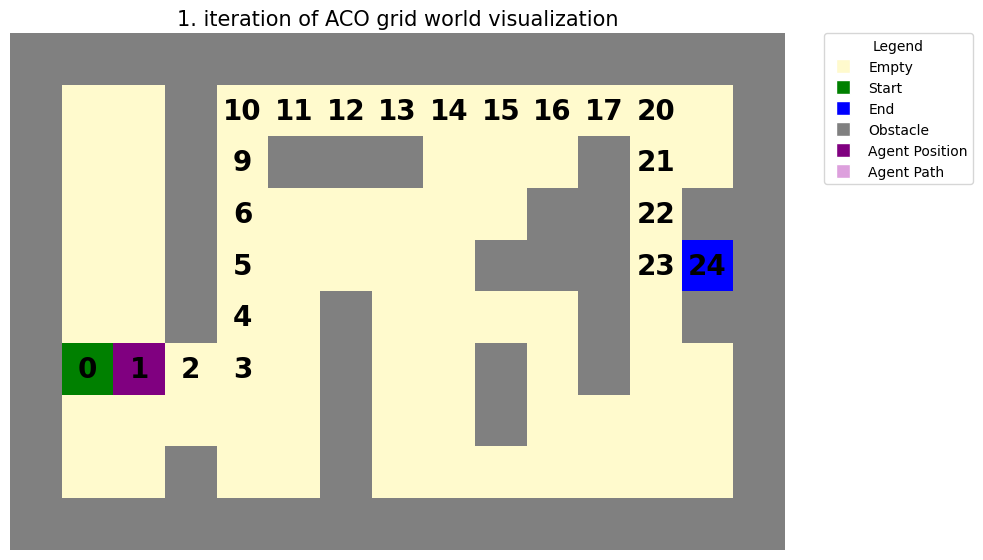 1. iteration of ACO grid world visualization
Legend
Empty
Start
End
Obstacle
Agent Position
Agent Path
10 11 12 13 14 15 16 17 20
9 21
6 22
5 23 24
4
0 1 2 3